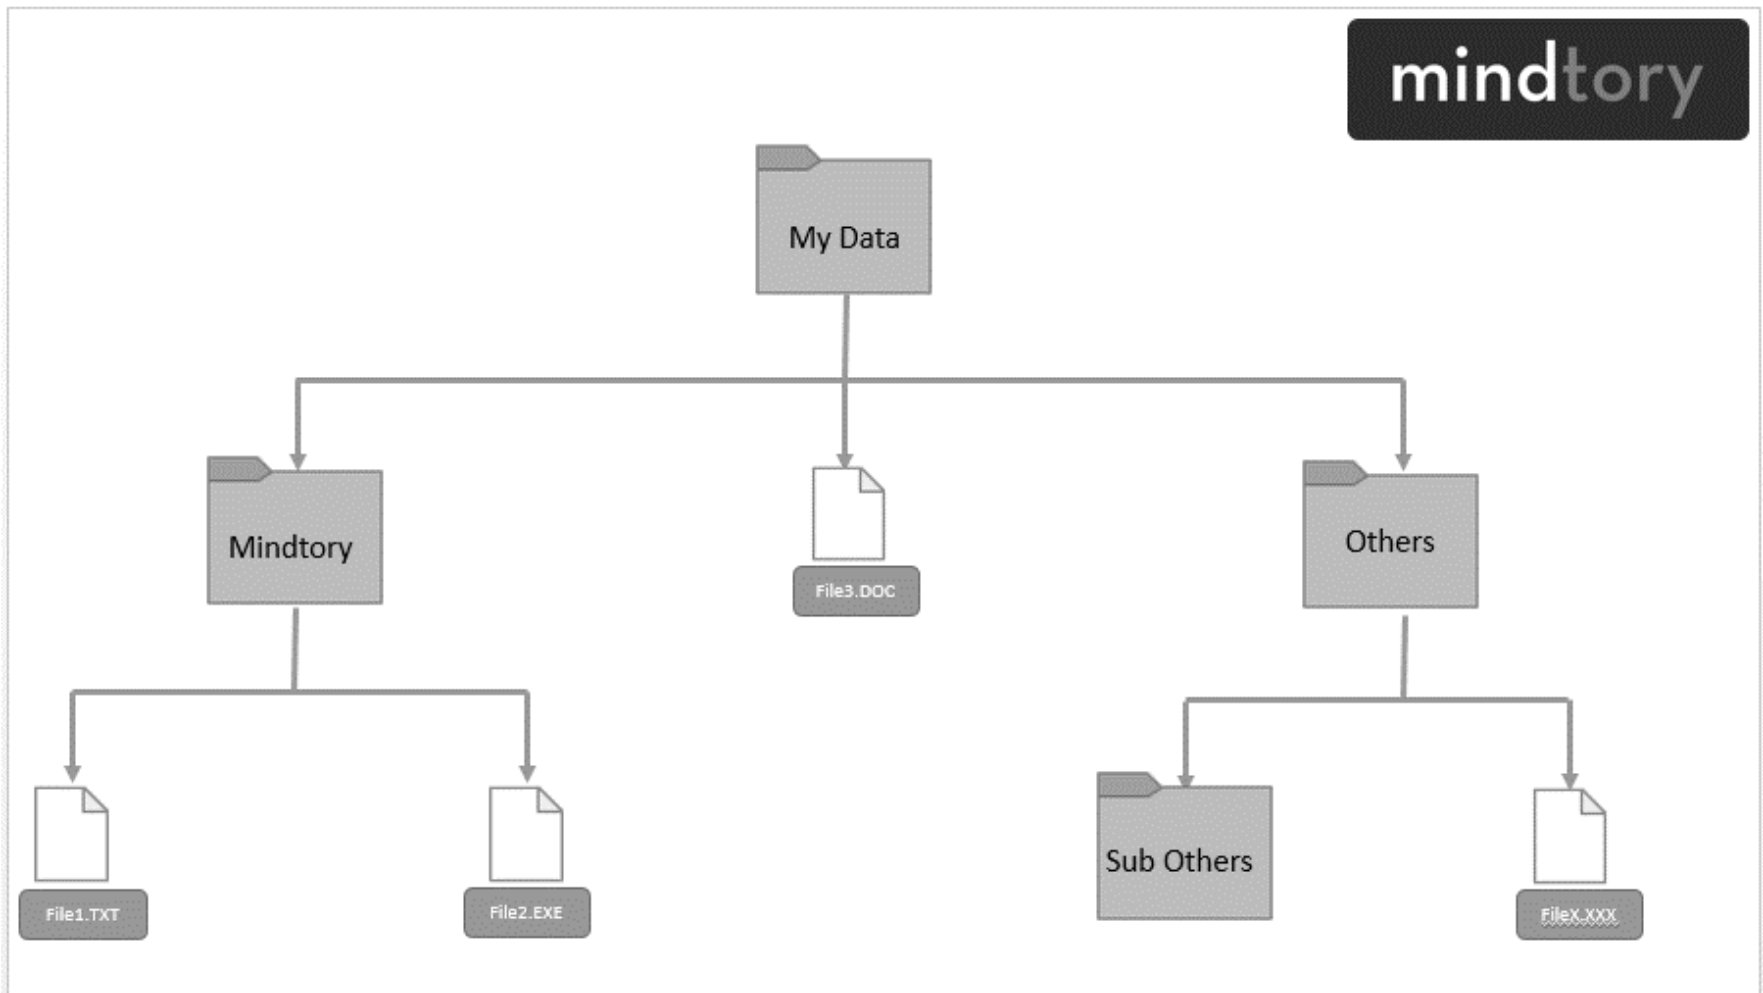 mindtory
My Data
Mindtory
File3.DOC
Others
File1.TXT
File2.EXE
Sub Others
FileX.XXX